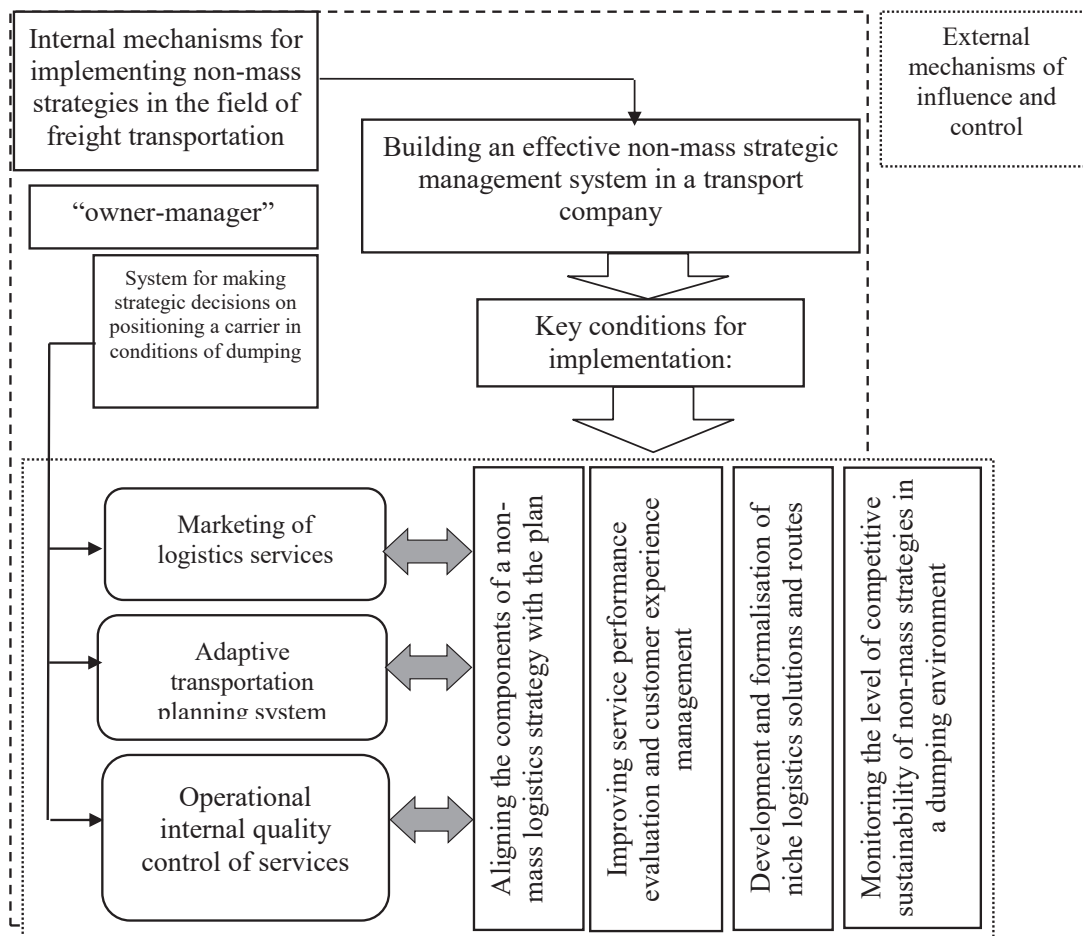 Internal mechanisms for
implementing non-mass
strategies in the field of
freight transportation
External
mechanisms of
influence and
control
Building an effective non-mass strategic
management system in a transport
company
“owner-manager”
System for making
strategic decisions on
positioning a carrier in
conditions of dumping
Key conditions for
implementation:
Marketing of
logistics services
Adaptive
transportation
planning system
Operational
internal quality
control of services
Aligning the components of a non-
mass logistics strategy with the plan
Improving service performance
evaluation and customer experience
management
Development and formalisation of
niche logistics solutions and routes
Monitoring the level of competitive
sustainability of non-mass strategies in
a dumping environment